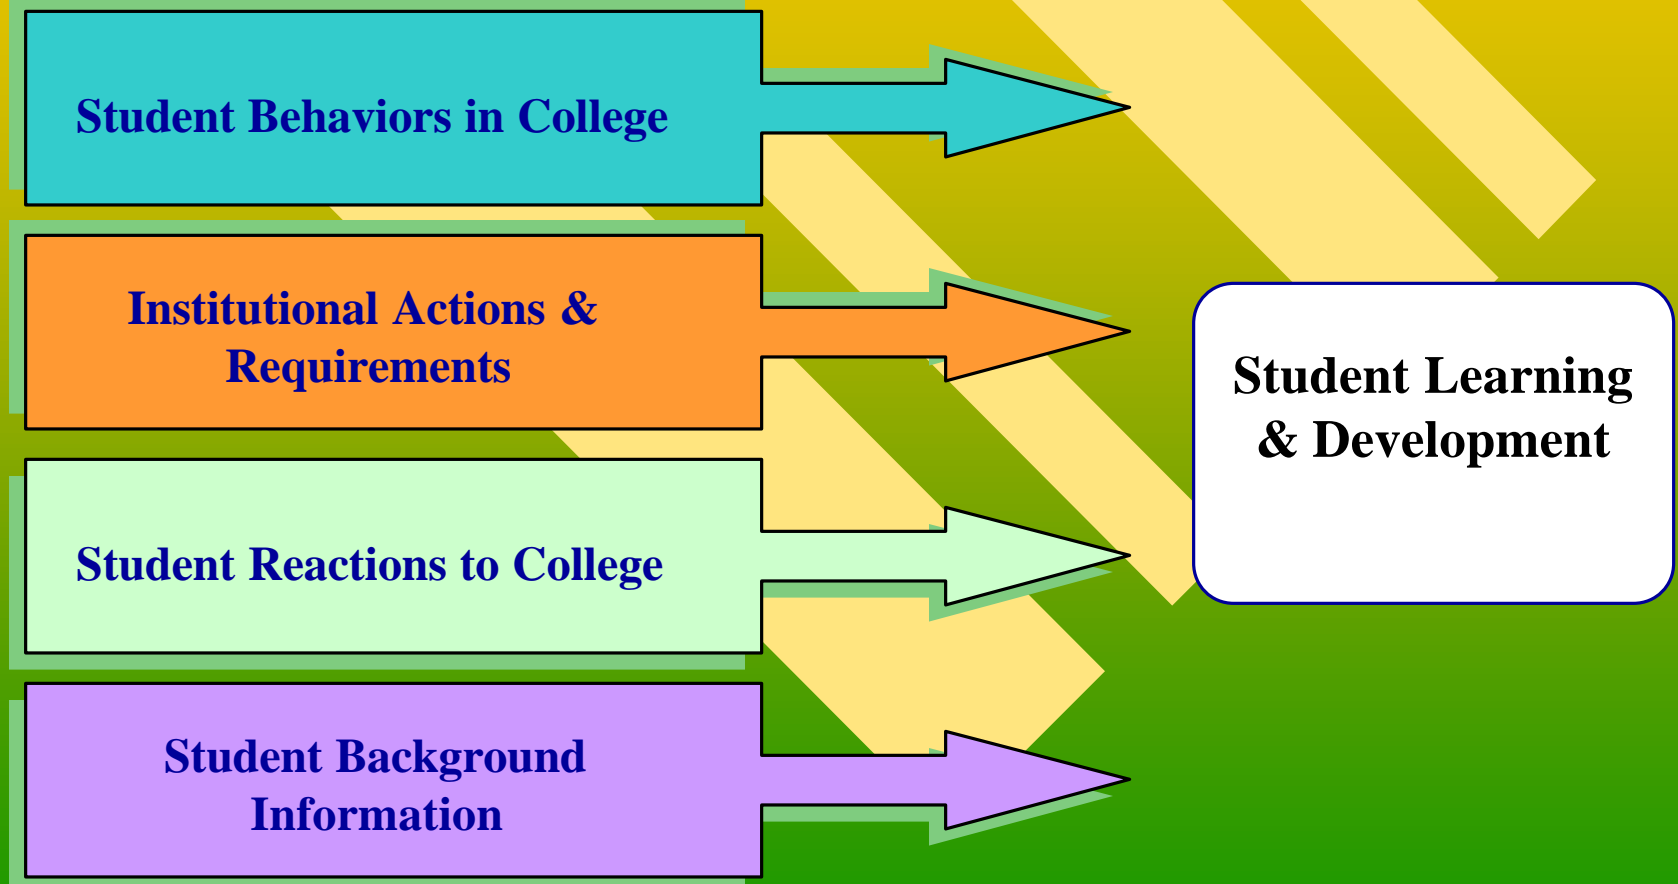 Student Behaviors in College
Institutional Actions &
Requirements
Student Reactions to College
Student Background
Information
Student Learning
& Development